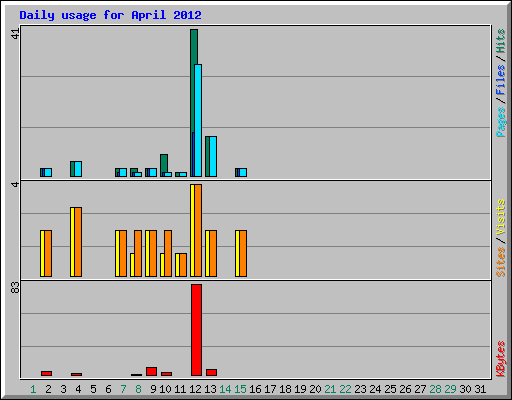 Daily usage for April 2012
41
Pages / Files / Hits
4
Sites / Visits
83
KBytes
1 2 3 4 5 6 7 8 9 10 11 12 13 14 15 16 17 18 19 20 21 22 23 24 25 26 27 28 29 30 31